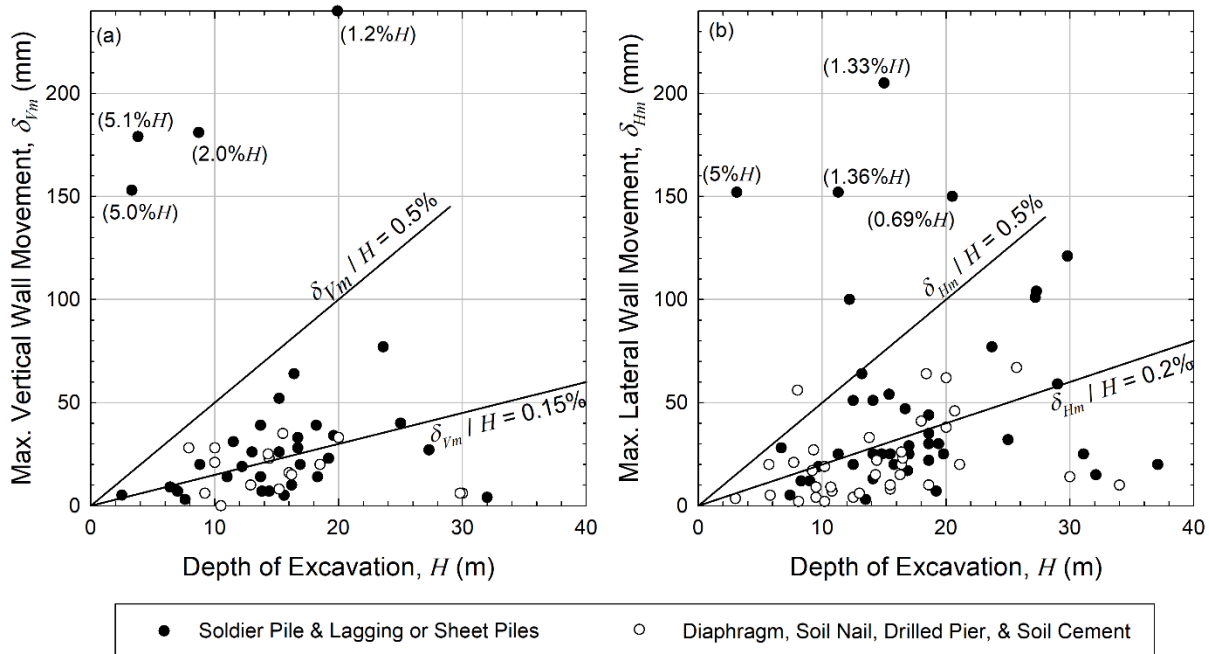 (a)
(1.2%H)
(5.1%H)
(2.0%H)
(5.0%H)
δVm / H = 0.5%
δVm / H = 0.15%
Max. Vertical Wall Movement, δVm (mm)
200
150
100
50
0
0 10 20 30 40
Depth of Excavation, H (m)
(b)
(1.33%H)
(5%H)
(1.36%H)
(0.69%H)
δHm / H = 0.5%
δHm / H = 0.2%
Max. Lateral Wall Movement, δHm (mm)
200
150
100
50
0
0 10 20 30 40
Depth of Excavation, H (m)
Soldier Pile & Lagging or Sheet Piles
Diaphragm, Soil Nail, Drilled Pier, & Soil Cement